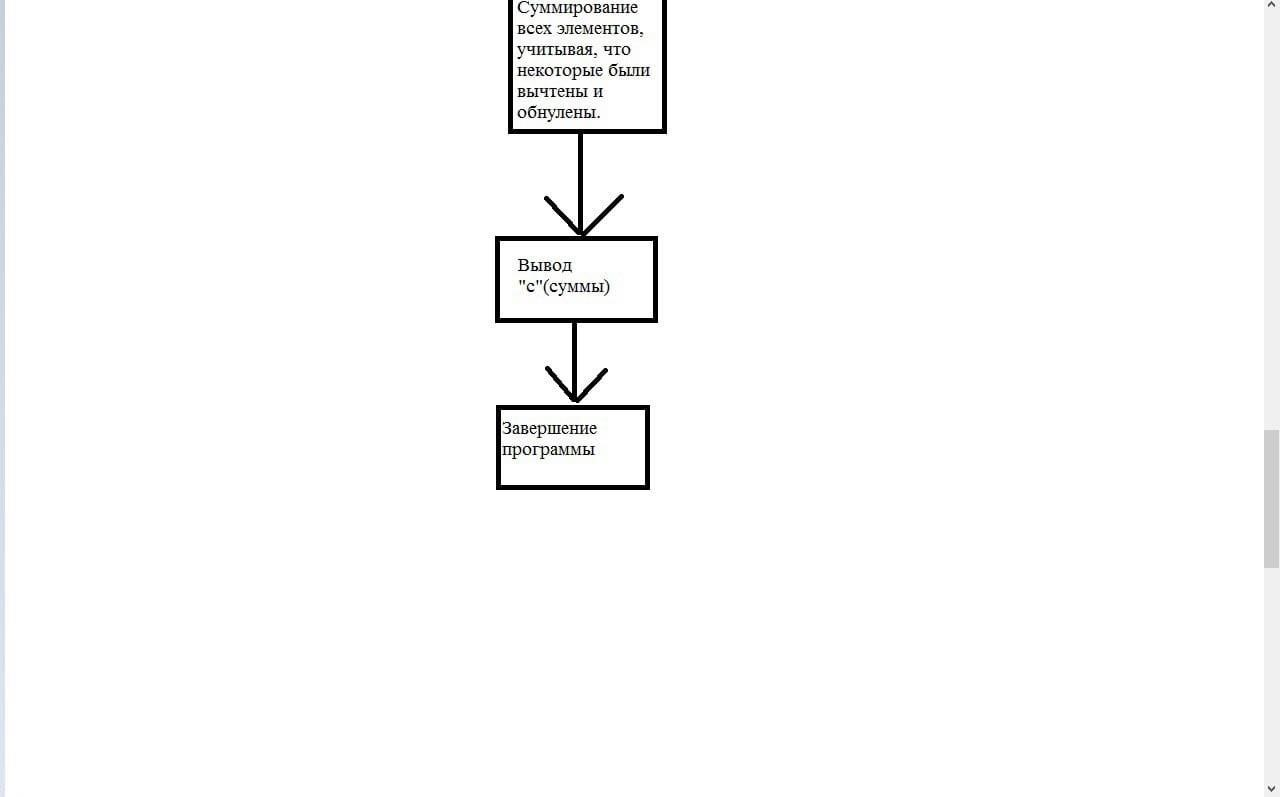 Суммирование
всех элементов,
учитывая, что
некоторые были
вычтены и
обнулены.
Вывод
"с"(суммы)
Завершение
программы